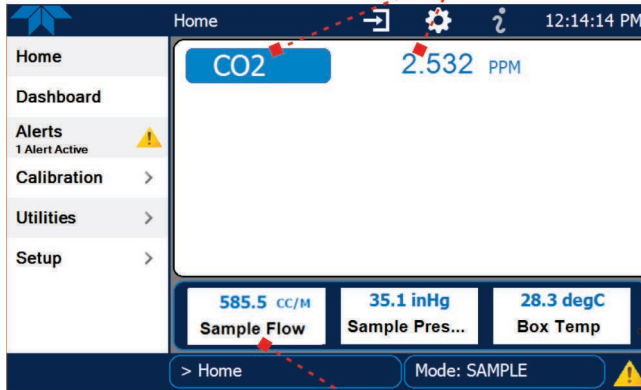 Home
12:14:14 PM
Home
Dashboard
Alerts
1 Alert Active
Calibration >
Utilities >
Setup >
CO2 2.532 PPM
585.5 CC/M
Sample Flow
35.1 inHg
Sample Pres...
28.3 degC
Box Temp
> Home
Mode: SAMPLE